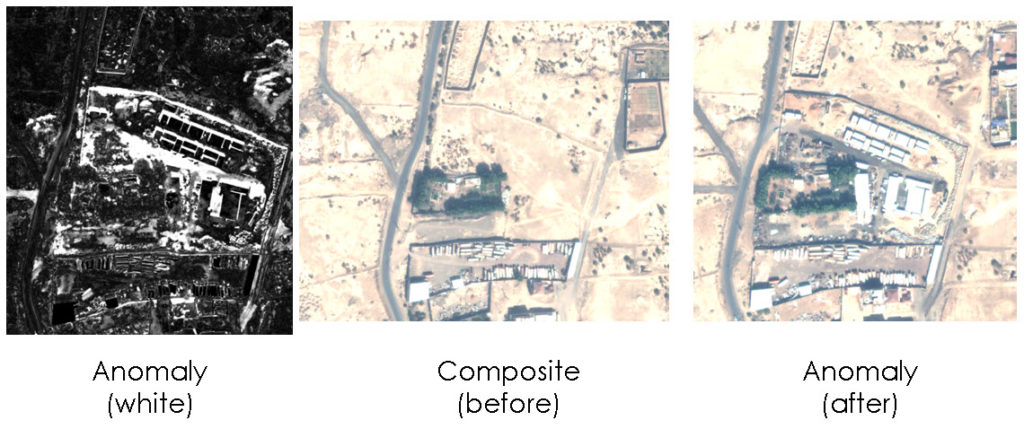 Anomaly
(white)
Composite
(before)
Anomaly
(after)